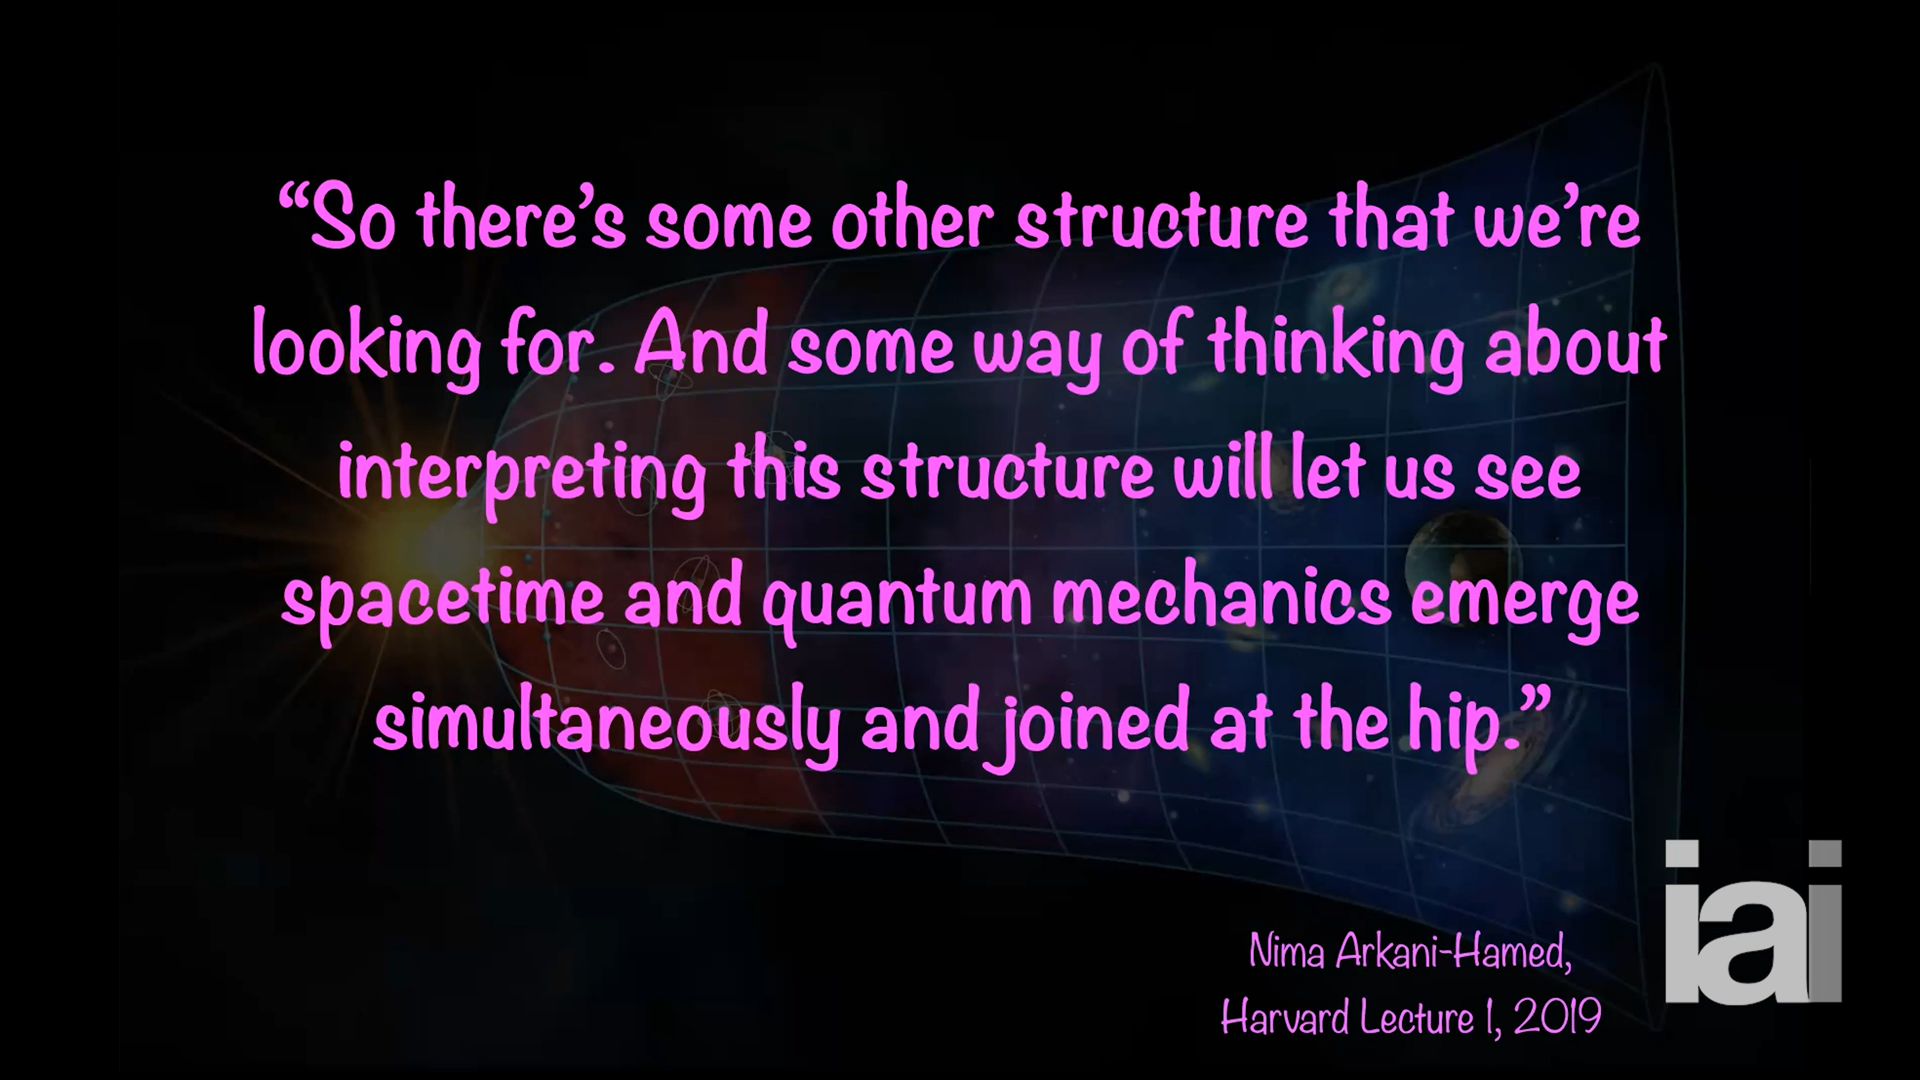 “So there’s some other structure that we’re
looking for. And some way of thinking about
interpreting this structure will let us see
spacetime and quantum mechanics emerge
simultaneously and joined at the hip.”
Nima Arkani-Hamed,
Harvard Lecture 1, 2019
iai